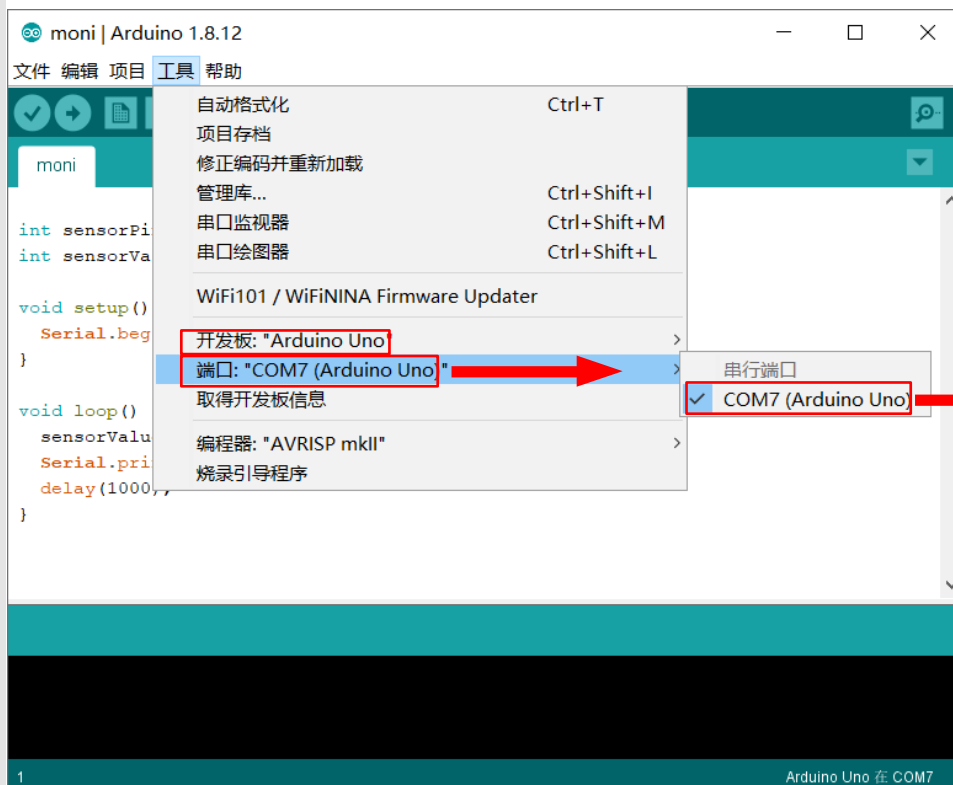 moni | Arduino 1.8.12
文件 编辑 项目 工具 帮助
自动格式化 Ctrl+T
项目存档
修正编码并重新加载
管理库... Ctrl+Shift+I
串口监视器 Ctrl+Shift+M
串口绘图器 Ctrl+Shift+L
WiFi101 / WiFiNINA Firmware Updater
开发板: "Arduino Uno"
端口: "COM7 (Arduino Uno)"
取得开发板信息
编程器: "AVRISP mkII"
烧录引导程序
串行端口
COM7 (Arduino Uno)
moni
int sensorPi
int sensorVa
void setup()
Serial.beg
}
void loop()
sensorValu
Serial.pri
delay(1000);
}
1
Arduino Uno 在 COM7